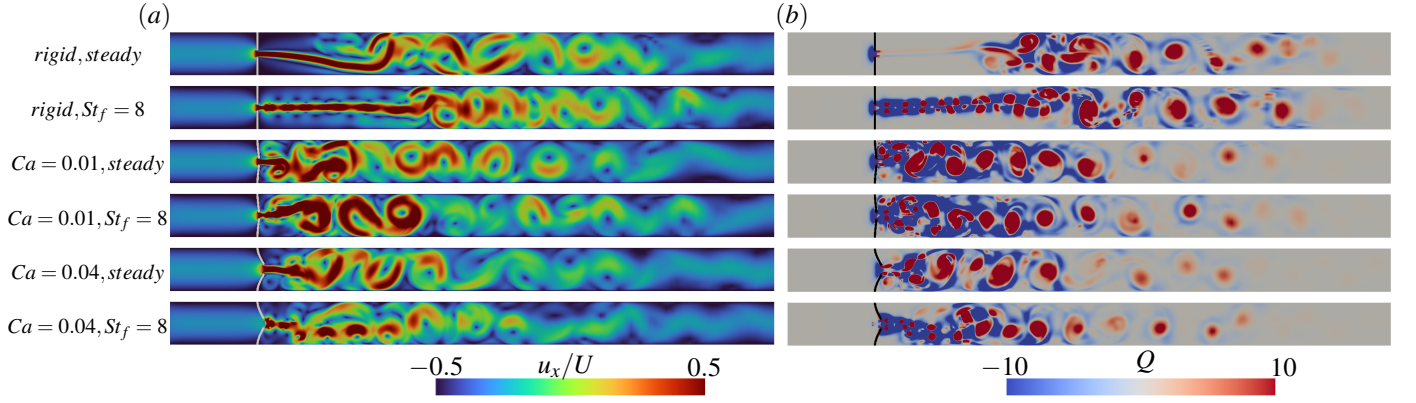 (a)
(b)
rigid, steady
rigid, St_f = 8
Ca = 0.01, steady
Ca = 0.01, St_f = 8
Ca = 0.04, steady
Ca = 0.04, St_f = 8
−0.5 u_x/U 0.5
−10 Q 10